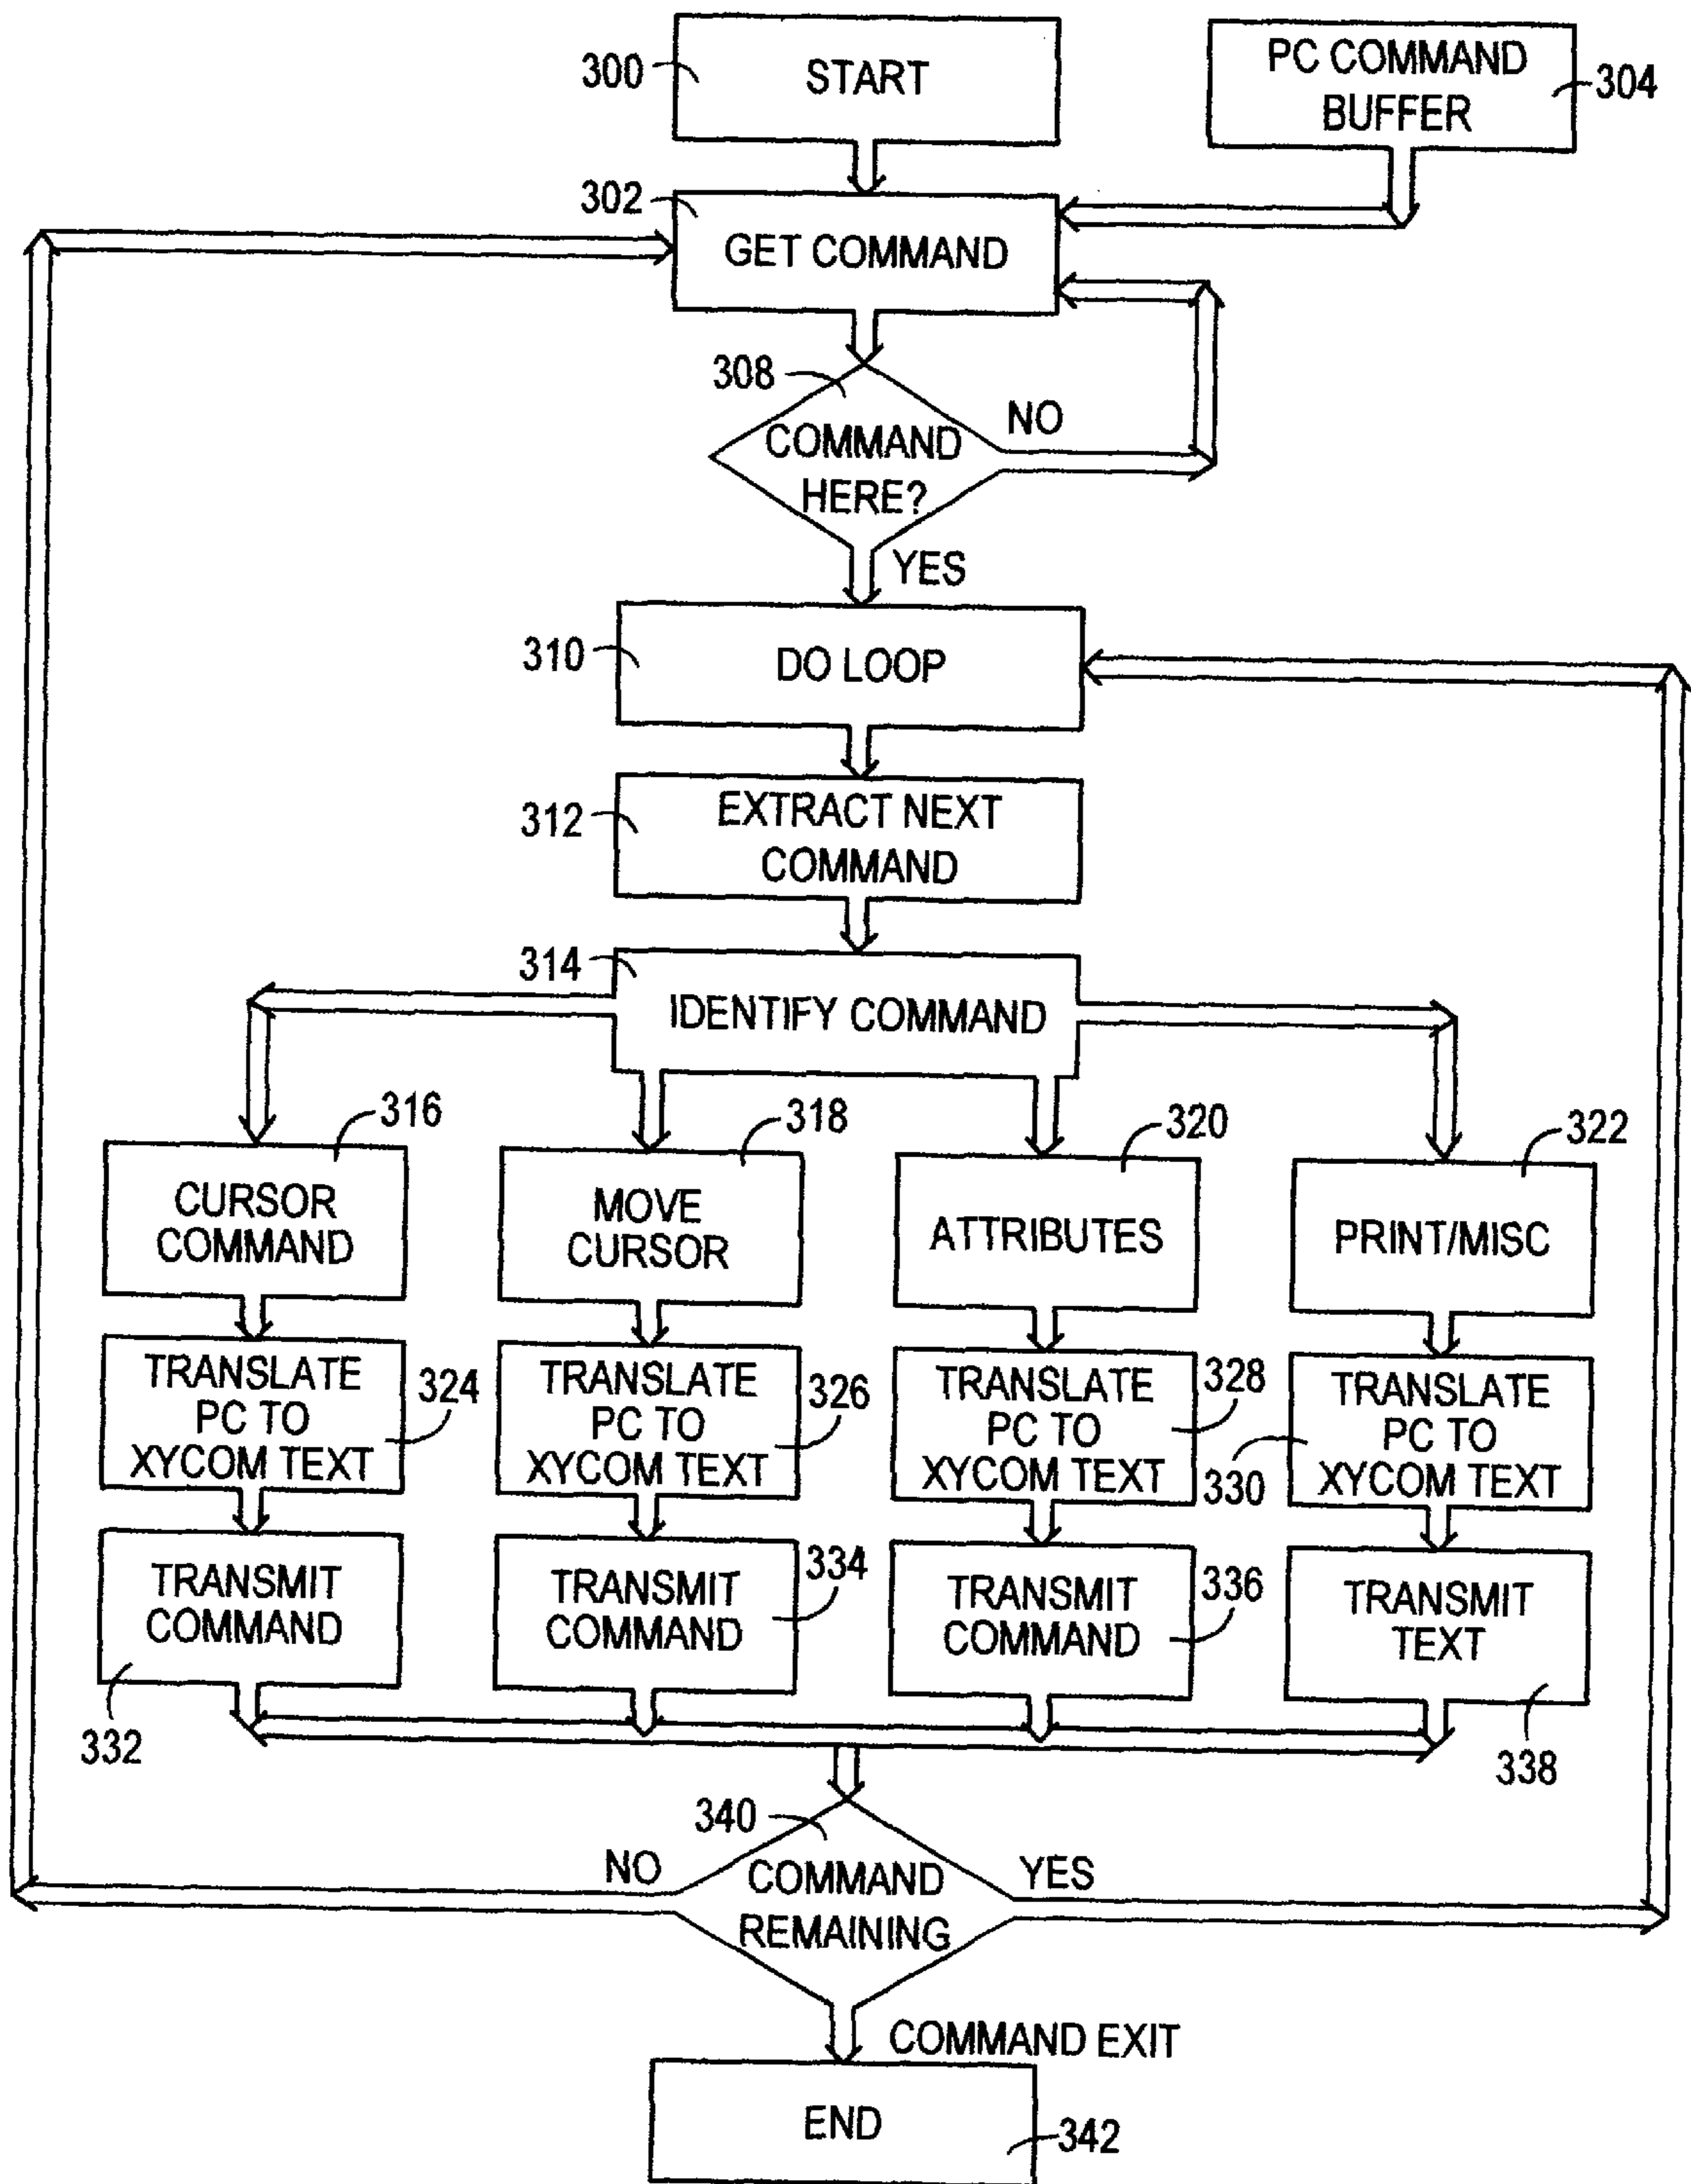 300
START
PC COMMAND
BUFFER
304
302
GET COMMAND
308
COMMAND
HERE?
NO
YES
310
DO LOOP
312
EXTRACT NEXT
COMMAND
314
IDENTIFY COMMAND
316
CURSOR
COMMAND
318
MOVE
CURSOR
320
ATTRIBUTES
322
PRINT/MISC
TRANSLATE
PC TO
XYCOM TEXT
324
TRANSLATE
PC TO
XYCOM TEXT
326
TRANSLATE
PC TO
XYCOM TEXT
328
330
TRANSLATE
PC TO
XYCOM TEXT
TRANSMIT
COMMAND
332
TRANSMIT
COMMAND
334
TRANSMIT
COMMAND
336
TRANSMIT
TEXT
338
340
COMMAND
REMAINING
NO
YES
COMMAND EXIT
END
342